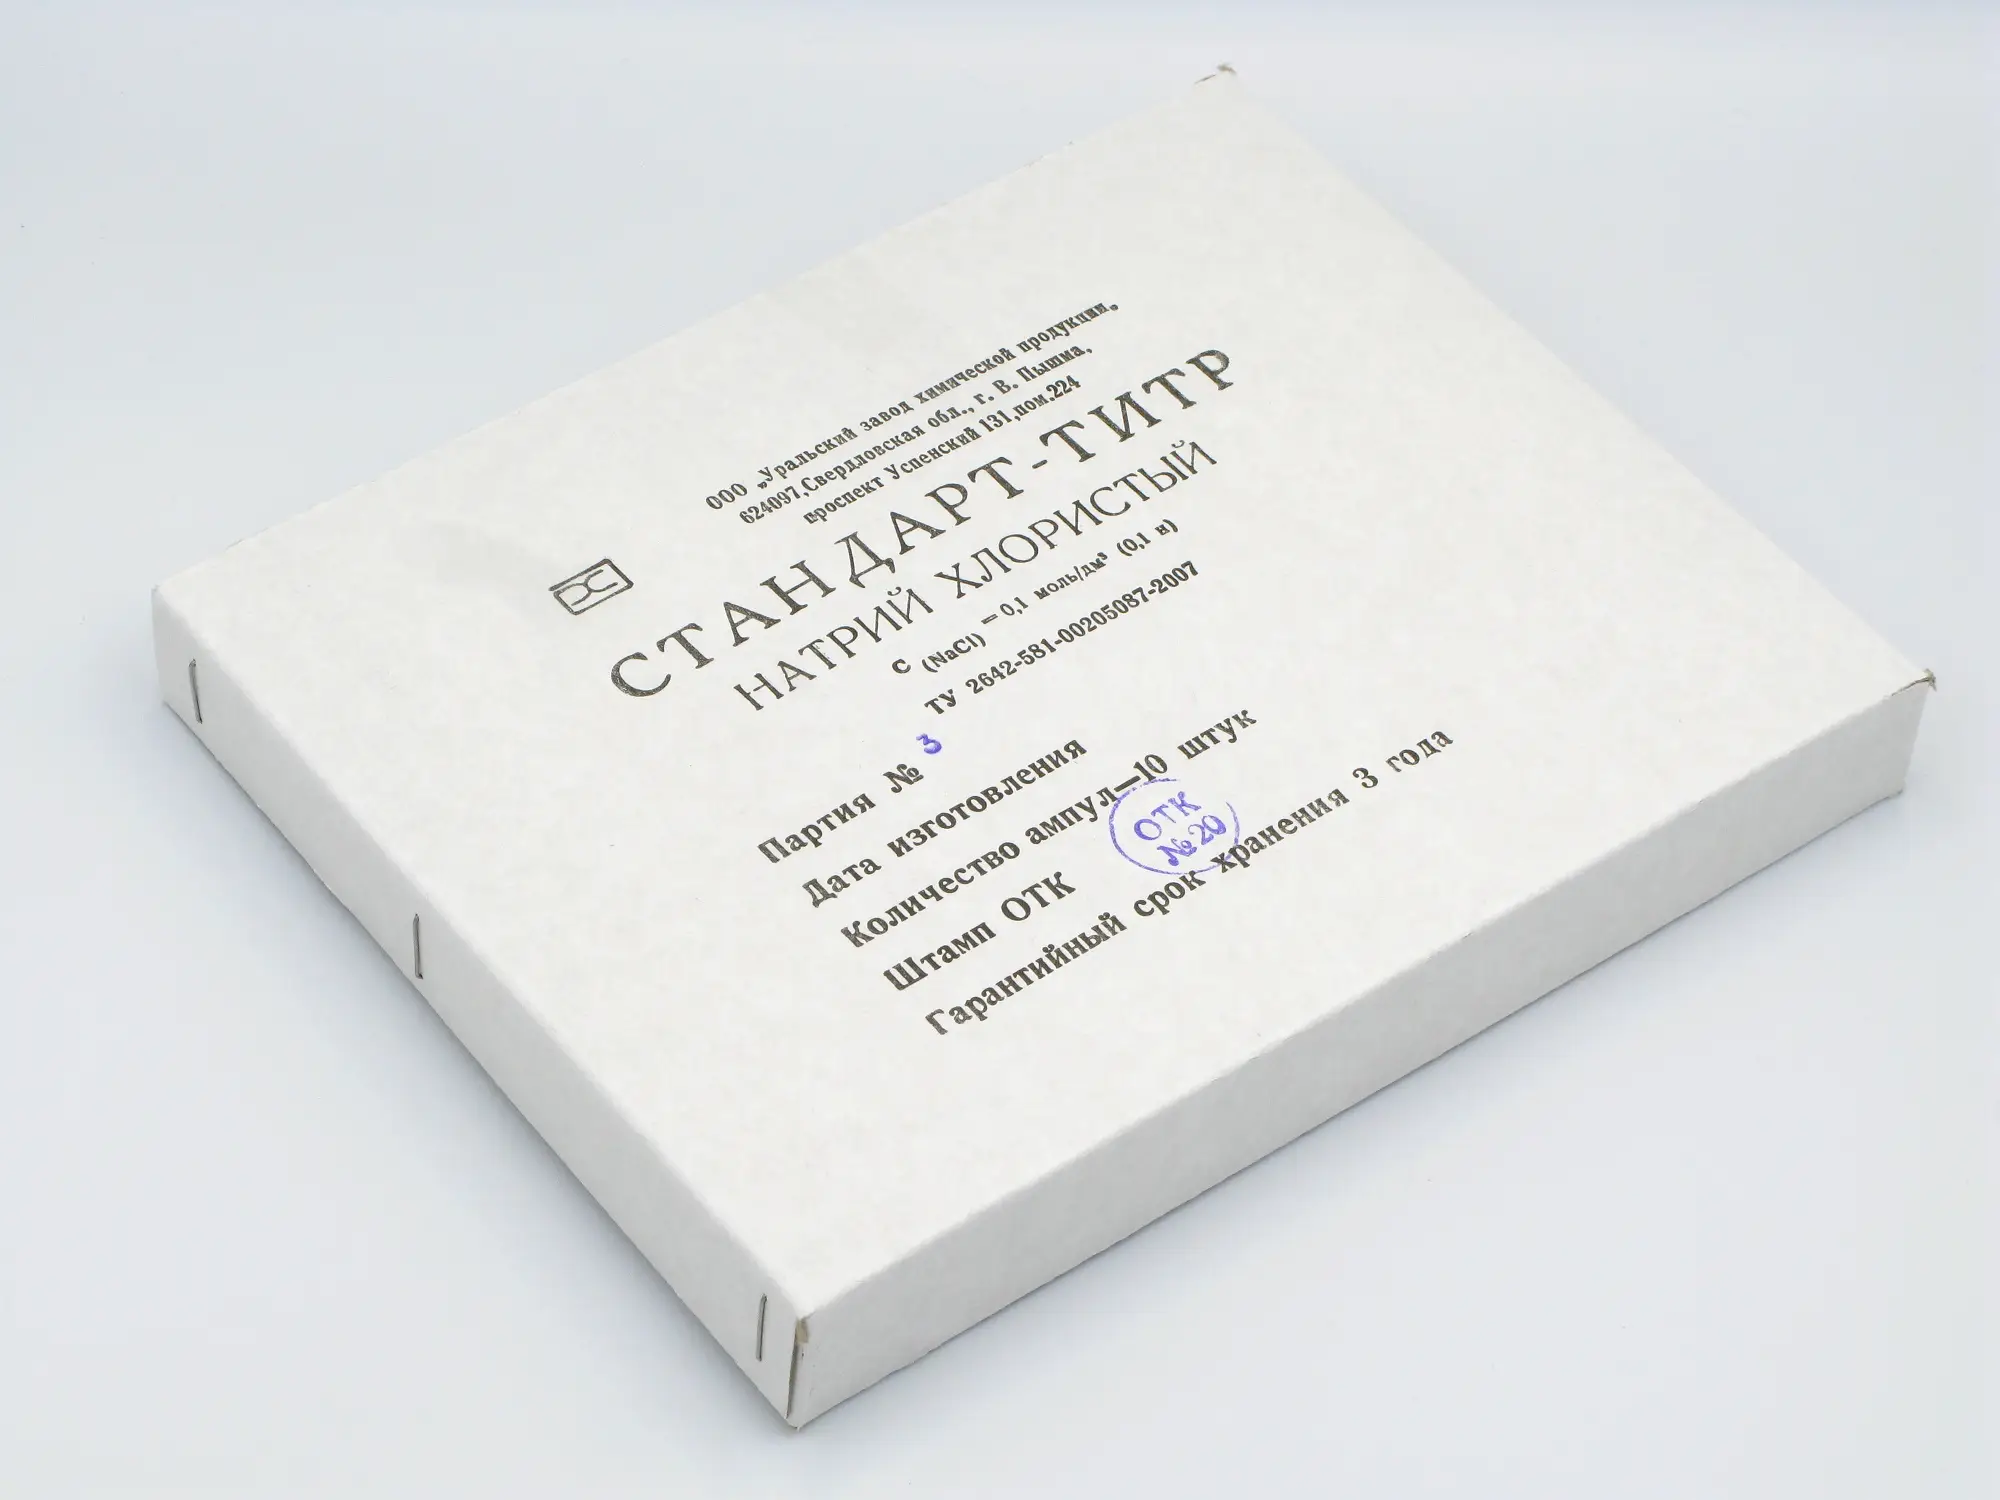 ООО „Уральский завод химической продукции„
624097,Свердловская обл., г. В. Пышма,
проспект Успенский 131,пом.224
СТАНДАРТ-ТИТР
НАТРИЙ ХЛОРИСТЫЙ
С (NaCl) = 0,1 моль/дм³ (0,1 н)
ТУ 2642-581-00205087-2007
Партия № 3
Дата изготовления
Количество ампул—10 штук
Штамп ОТК
ОТК
№20
Гарантийный срок хранения 3 года